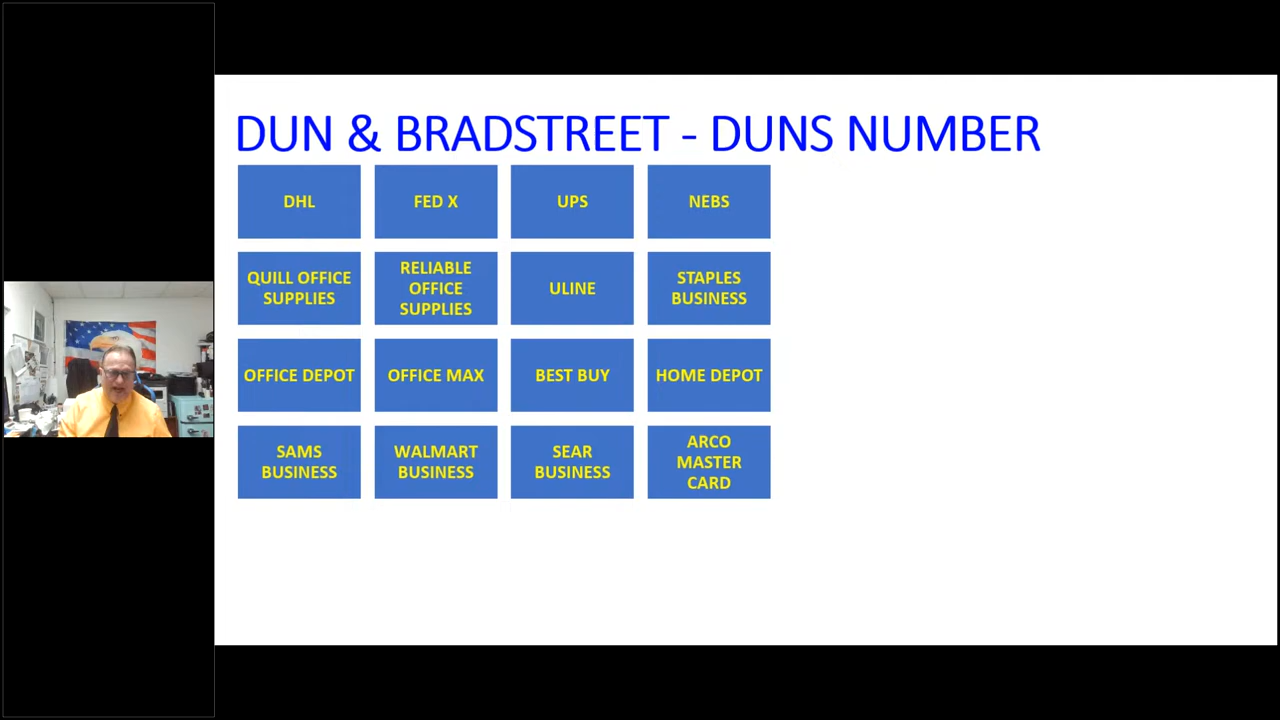 DUN & BRADSTREET - DUNS NUMBER
DHL
FED X
UPS
NEBS
QUILL OFFICE
SUPPLIES
RELIABLE
OFFICE
SUPPLIES
ULINE
STAPLES
BUSINESS
OFFICE DEPOT
OFFICE MAX
BEST BUY
HOME DEPOT
SAMS
BUSINESS
WALMART
BUSINESS
SEAR
BUSINESS
ARCO
MASTER
CARD